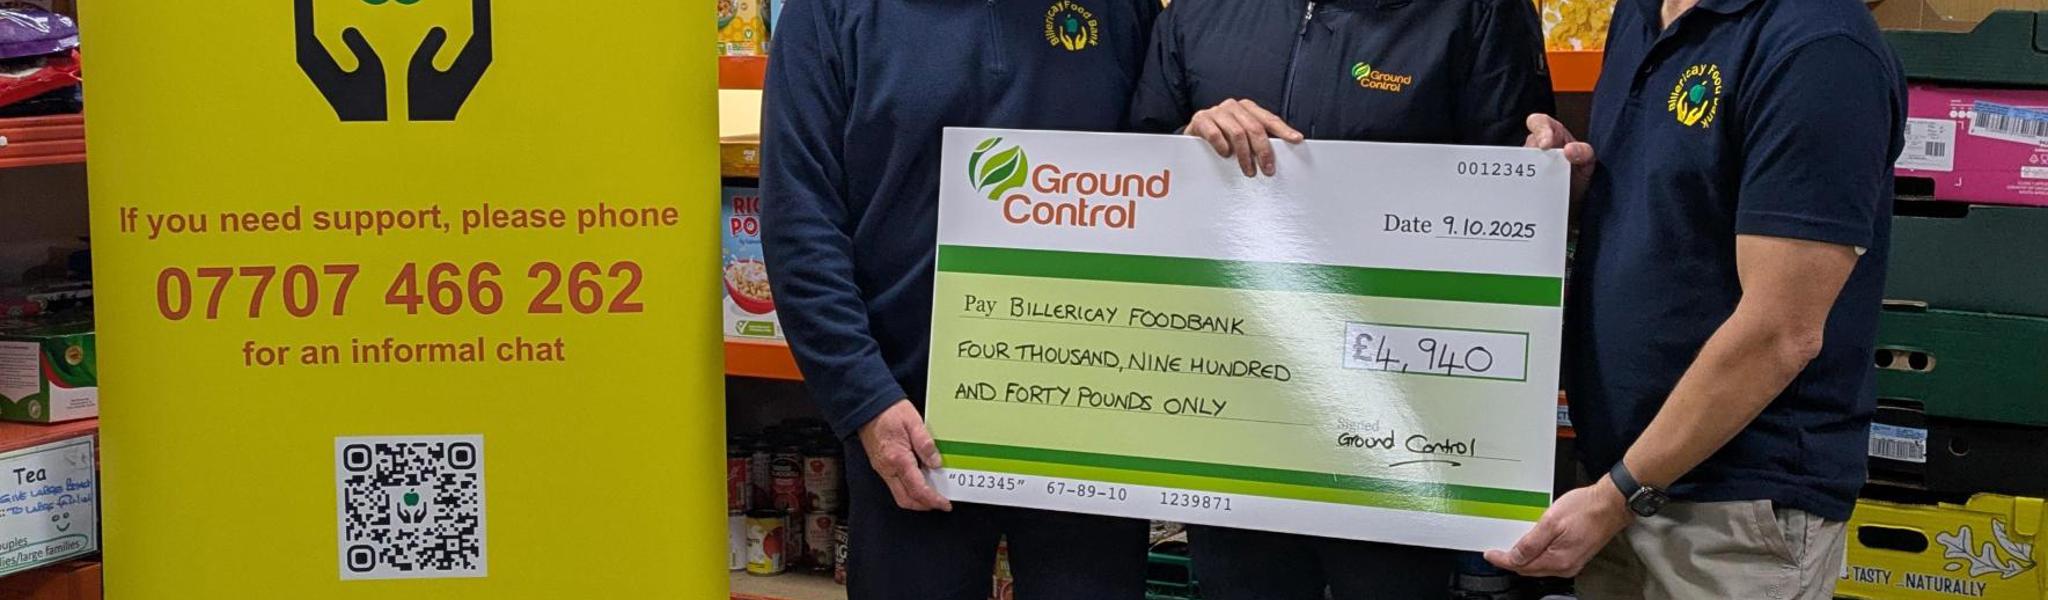 If you need support, please phone
07707 466 262
for an informal chat
Tea
Billericay Food Bank
Ground
Control
Billericay Food Bank
Ground
Control
0012345
Date 9.10.2025
Pay BILLERICAY FOODBANK
£4,940
FOUR THOUSAND, NINE HUNDRED
AND FORTY POUNDS ONLY
Signed
Ground Control
"012345" 67-89-10 1239871
TASTY NATURALLY